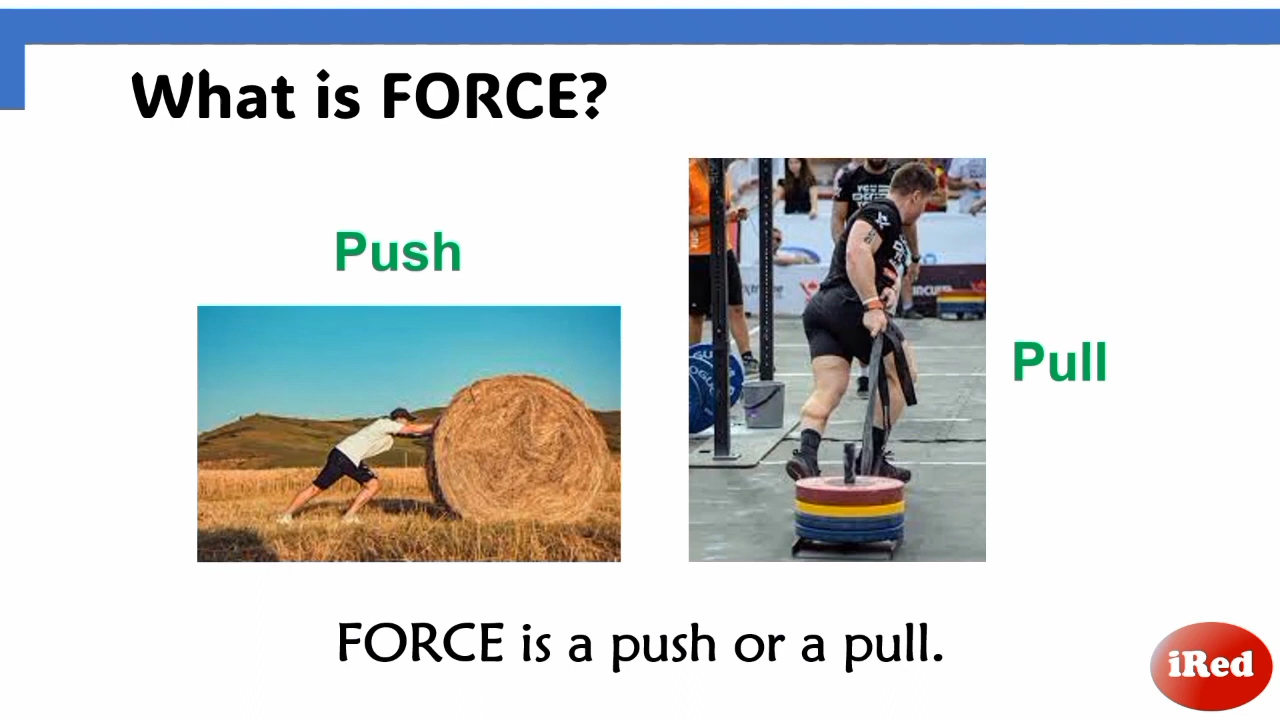 What is FORCE?
Push
Pull
FORCE is a push or a pull.
iRed